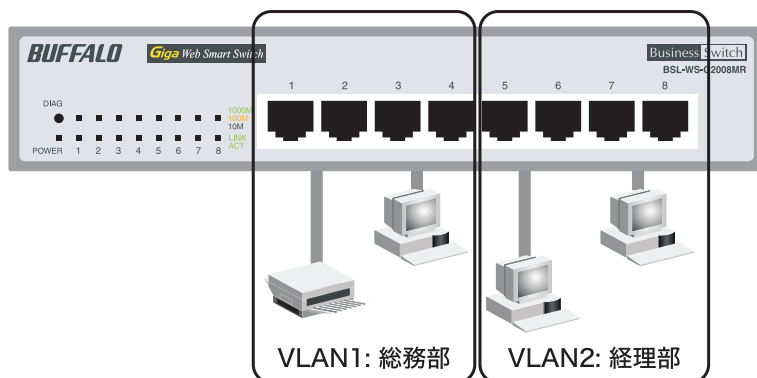 BUFFALO
Giga Web Smart Switch
Business Switch
BSL-WS-G2008MR
1 2 3 4 5 6 7 8
DIAG
1000M
100M
10M
LINK
ACT
POWER 1 2 3 4 5 6 7 8
VLAN1: 総務部
VLAN2: 経理部